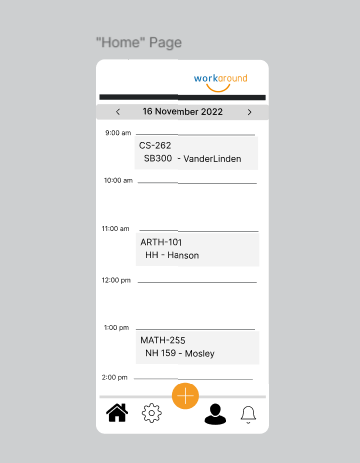 "Home" Page
workaround
16 November 2022
9:00 am
CS-262
SB300 - VanderLinden
10:00 am
11:00 am
ARTH-101
HH - Hanson
12:00 pm
1:00 pm
MATH-255
NH 159 - Mosley
2:00 pm